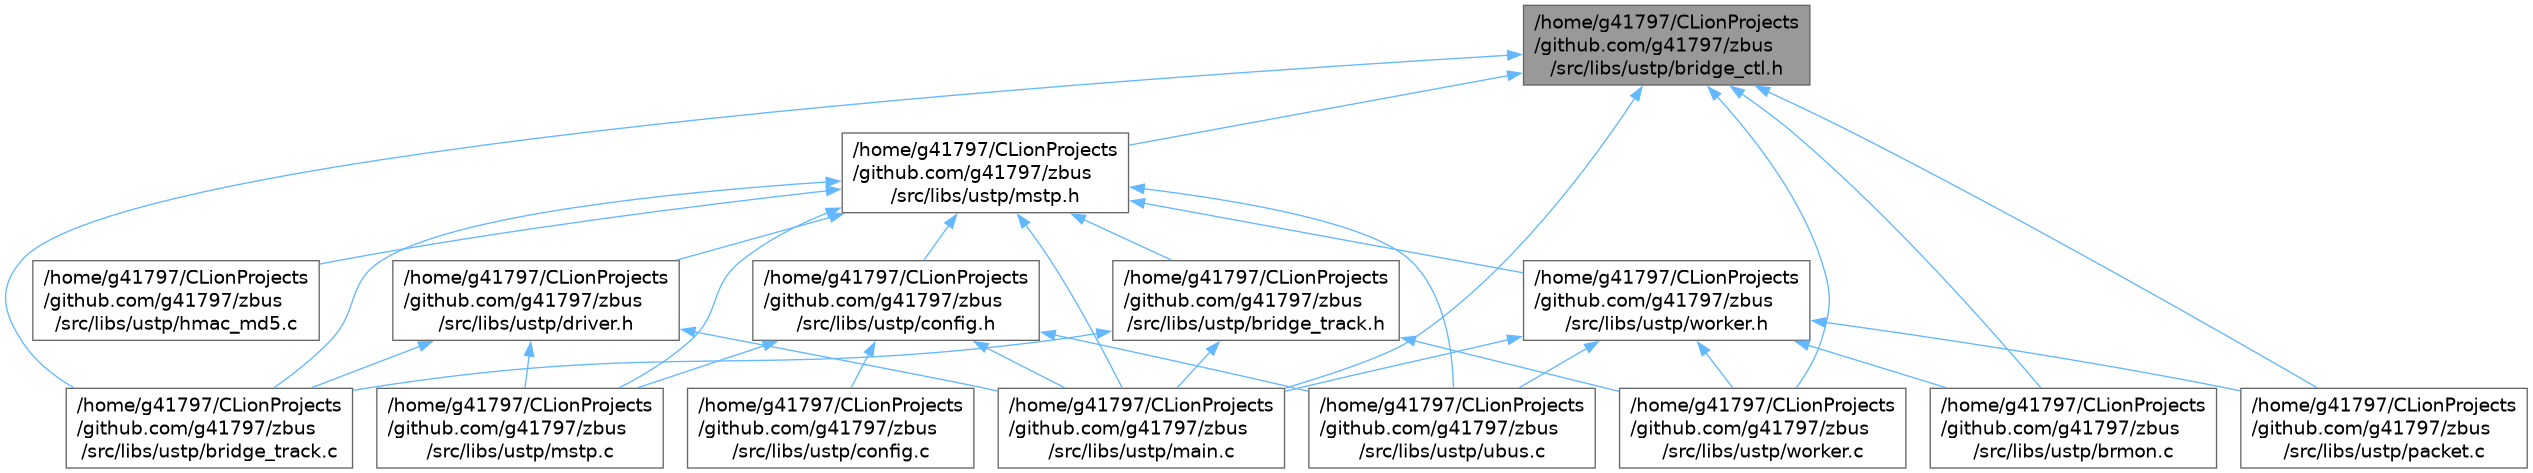 /home/g41797/CLionProjects
/github.com/g41797/zbus
/src/libs/ustp/bridge_ctl.h
/home/g41797/CLionProjects
/github.com/g41797/zbus
/src/libs/ustp/mstp.h
/home/g41797/CLionProjects
/github.com/g41797/zbus
/src/libs/ustp/hmac_md5.c
/home/g41797/CLionProjects
/github.com/g41797/zbus
/src/libs/ustp/driver.h
/home/g41797/CLionProjects
/github.com/g41797/zbus
/src/libs/ustp/config.h
/home/g41797/CLionProjects
/github.com/g41797/zbus
/src/libs/ustp/bridge_track.h
/home/g41797/CLionProjects
/github.com/g41797/zbus
/src/libs/ustp/worker.h
/home/g41797/CLionProjects
/github.com/g41797/zbus
/src/libs/ustp/bridge_track.c
/home/g41797/CLionProjects
/github.com/g41797/zbus
/src/libs/ustp/mstp.c
/home/g41797/CLionProjects
/github.com/g41797/zbus
/src/libs/ustp/config.c
/home/g41797/CLionProjects
/github.com/g41797/zbus
/src/libs/ustp/main.c
/home/g41797/CLionProjects
/github.com/g41797/zbus
/src/libs/ustp/ubus.c
/home/g41797/CLionProjects
/github.com/g41797/zbus
/src/libs/ustp/worker.c
/home/g41797/CLionProjects
/github.com/g41797/zbus
/src/libs/ustp/brmon.c
/home/g41797/CLionProjects
/github.com/g41797/zbus
/src/libs/ustp/packet.c